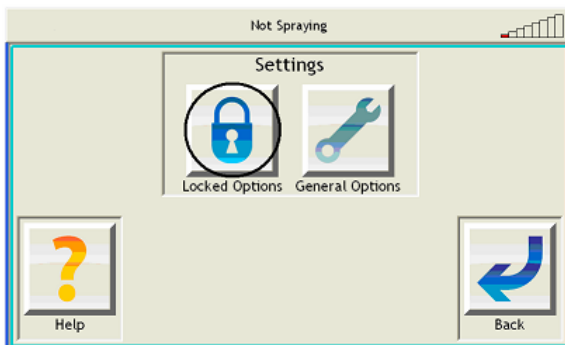 Not Spraying
Settings
Locked Options General Options
Help
Back